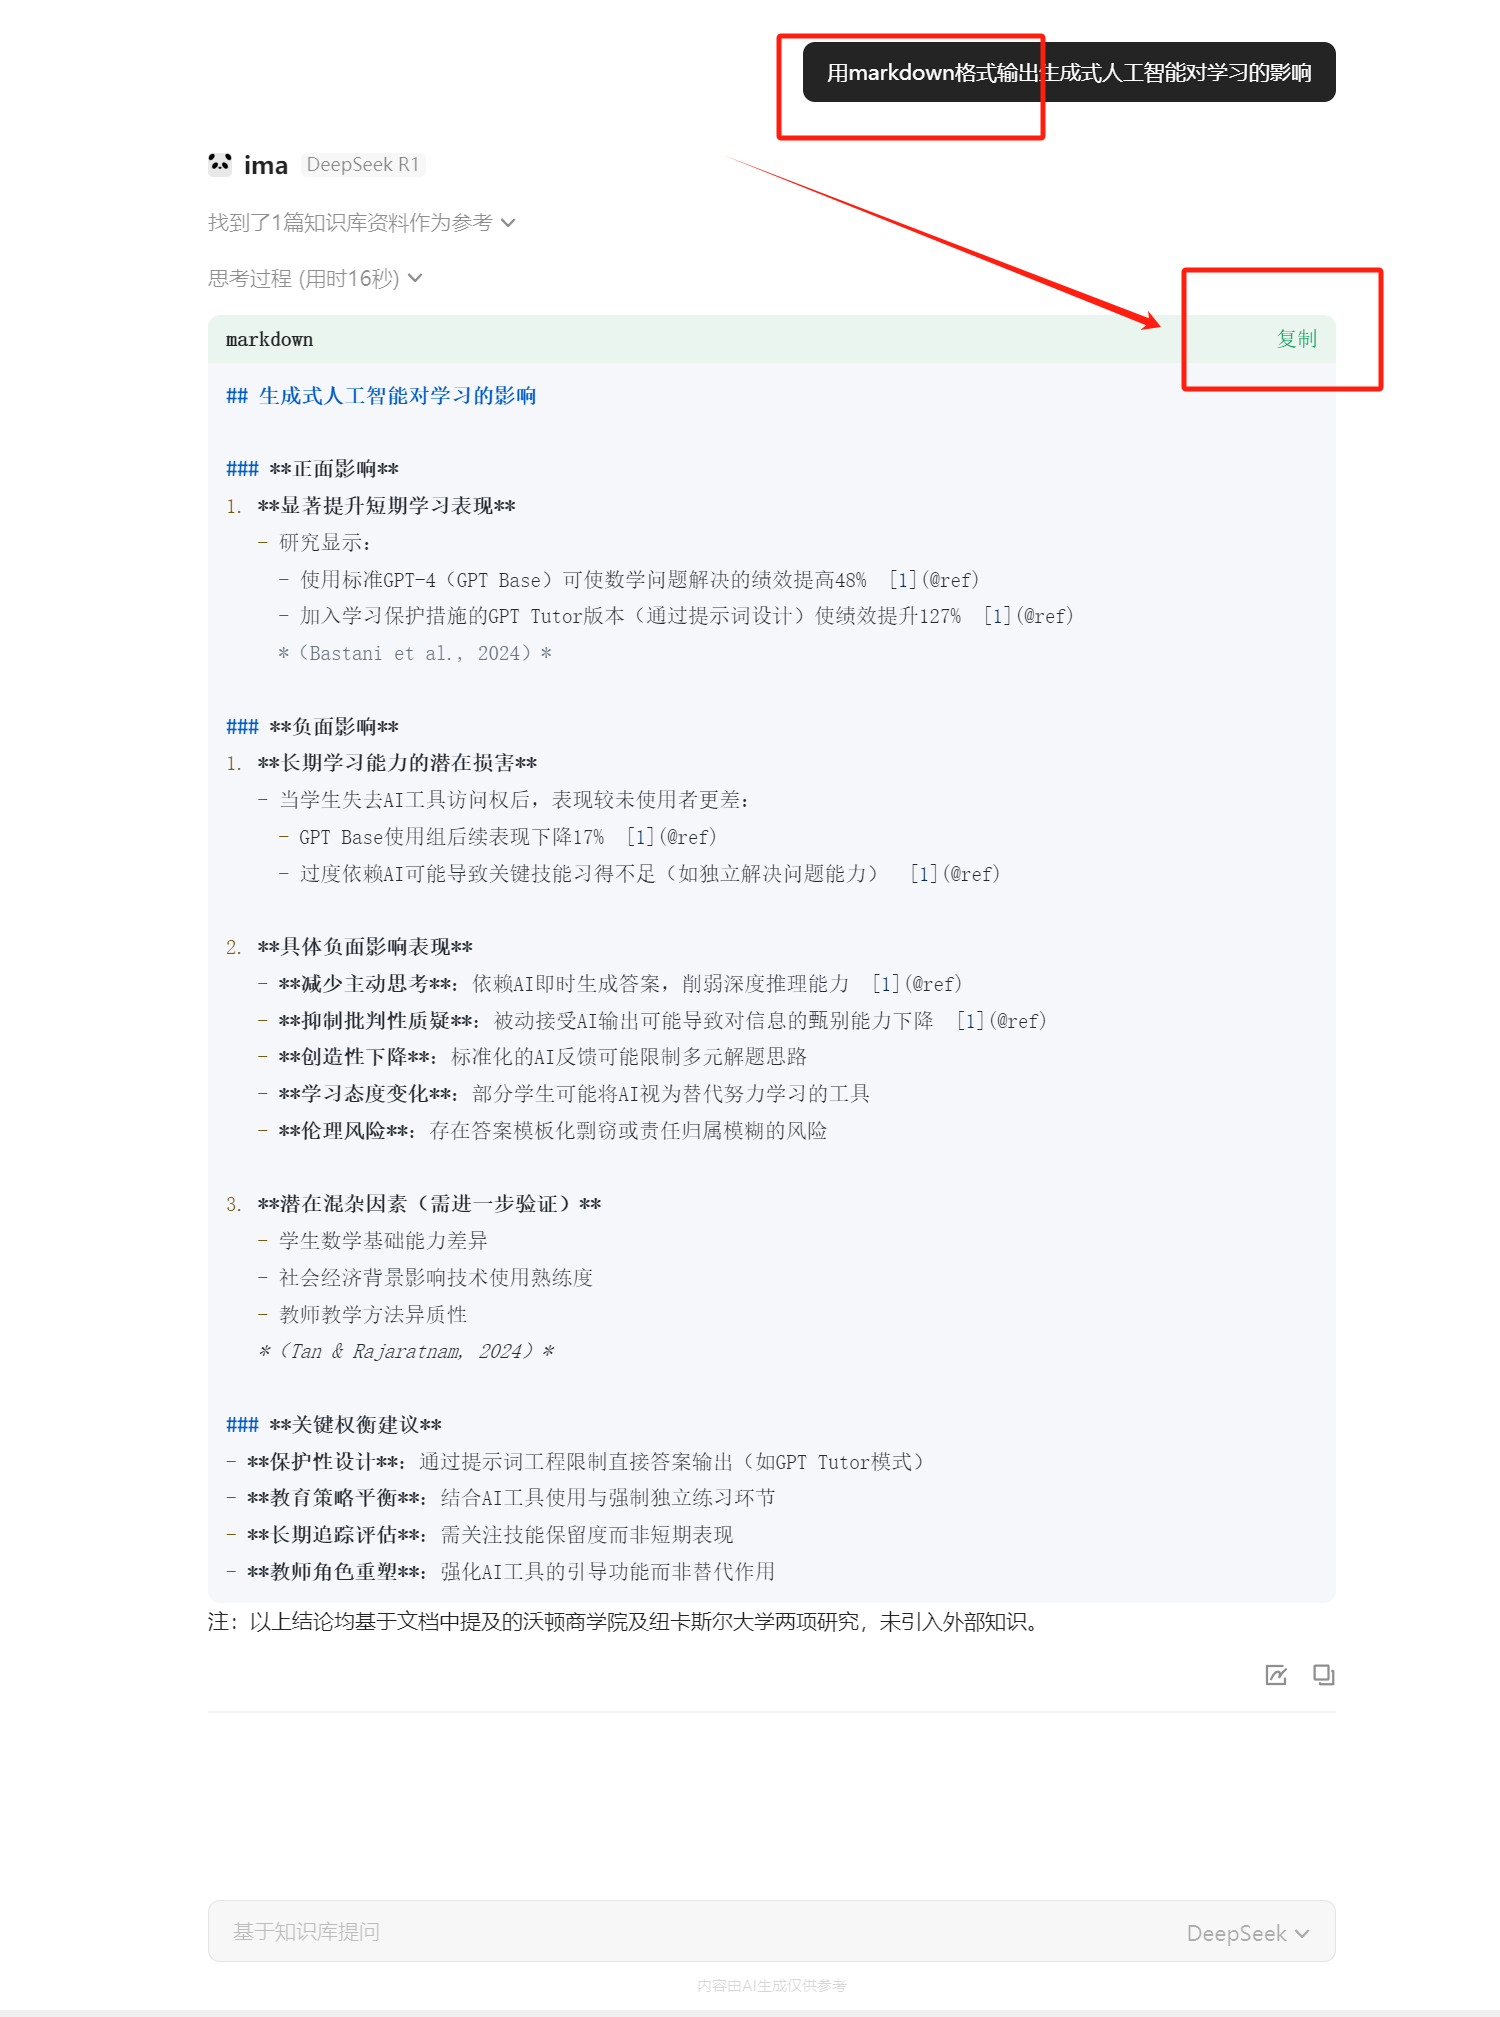 用markdown格式输出生成式人工智能对学习的影响
ima DeepSeek R1
找到了1篇知识库资料作为参考
思考过程 (用时16秒)
markdown 复制
## 生成式人工智能对学习的影响
### **正面影响**
1. **显著提升短期学习表现**
- 研究显示：
- 使用标准GPT-4（GPT Base）可使数学问题解决的绩效提高48% [1](@ref)
- 加入学习保护措施的GPT Tutor版本（通过提示词设计）使绩效提升127% [1](@ref)
*（Bastani et al., 2024）*
### **负面影响**
1. **长期学习能力的潜在损害**
- 当学生失去AI工具访问权后，表现较未使用者更差：
- GPT Base使用组后续表现下降17% [1](@ref)
- 过度依赖AI可能导致关键技能习得不足（如独立解决问题能力） [1](@ref)
2. **具体负面影响表现**
- **减少主动思考**：依赖AI即时生成答案，削弱深度推理能力 [1](@ref)
- **抑制批判性质疑**：被动接受AI输出可能导致对信息的甄别能力下降 [1](@ref)
- **创造性下降**：标准化的AI反馈可能限制多元解题思路
- **学习态度变化**：部分学生可能将AI视为替代努力学习的工具
- **伦理风险**：存在答案模板化剽窃或责任归属模糊的风险
3. **潜在混杂因素（需进一步验证）**
- 学生数学基础能力差异
- 社会经济背景影响技术使用熟练度
- 教师教学方法异质性
*（Tan & Rajaratnam, 2024）*
### **关键权衡建议**
- **保护性设计**：通过提示词工程限制直接答案输出（如GPT Tutor模式）
- **教育策略平衡**：结合AI工具使用与强制独立练习环节
- **长期追踪评估**：需关注技能保留度而非短期表现
- **教师角色重塑**：强化AI工具的引导功能而非替代作用
注：以上结论均基于文档中提及的沃顿商学院及纽卡斯尔大学两项研究，未引入外部知识。
基于知识库提问 DeepSeek
内容由AI生成仅供参考